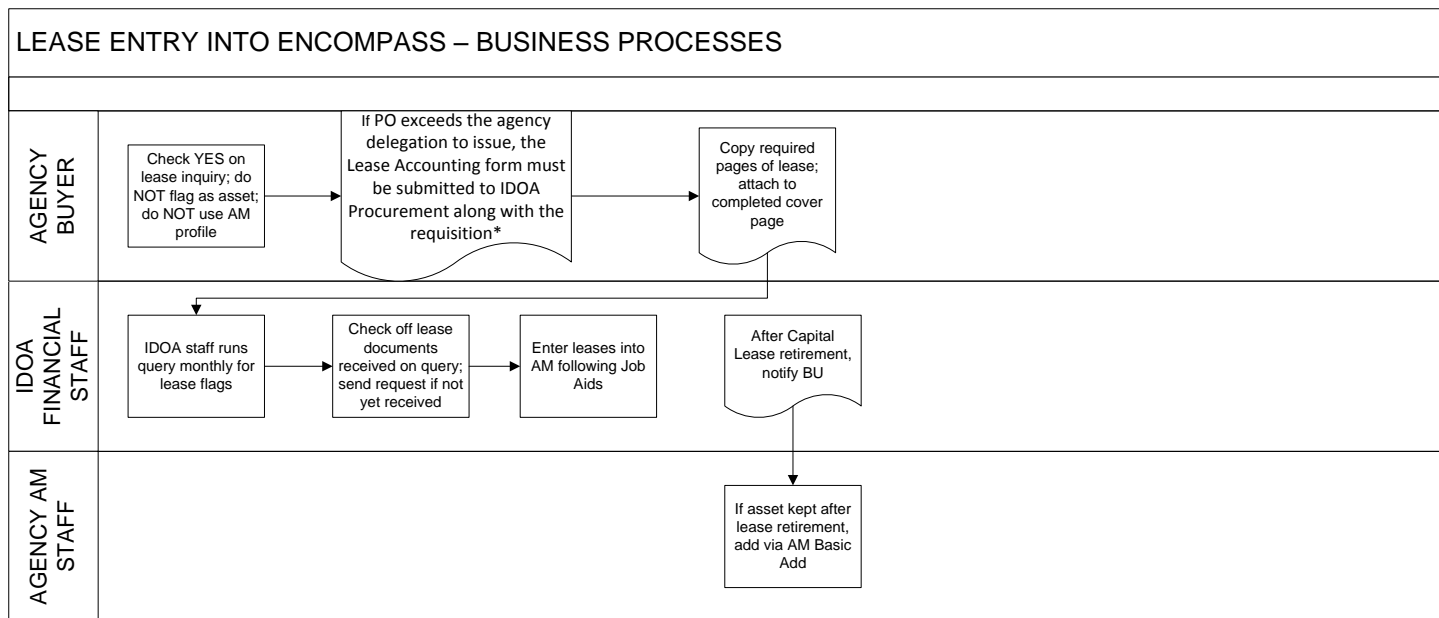 LEASE ENTRY INTO ENCOMPASS – BUSINESS PROCESSES
AGENCY
BUYER
Check YES on
lease inquiry; do
NOT flag as asset;
do NOT use AM
profile
If PO exceeds the agency
delegation to issue, the
Lease Accounting form must
be submitted to IDOA
Procurement along with the
requisition*
Copy required
pages of lease;
attach to
completed cover
page
IDOA
FINANCIAL
STAFF
IDOA staff runs
query monthly for
lease flags
Check off lease
documents
received on query;
send request if not
yet received
Enter leases into
AM following Job
Aids
After Capital
Lease retirement,
notify BU
AGENCY AM
STAFF
If asset kept after
lease retirement,
add via AM Basic
Add